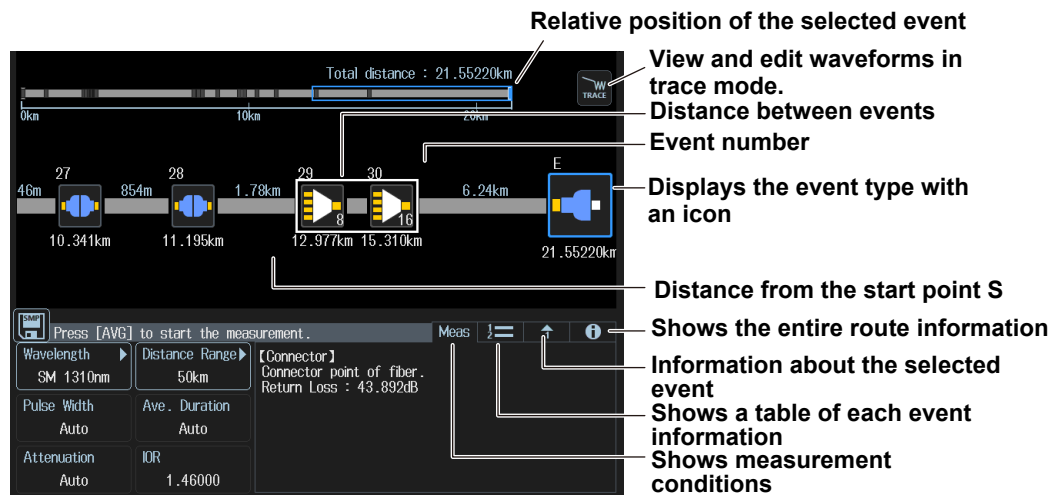 Relative position of the selected event
View and edit waveforms in
trace mode.
Total distance : 21.55220km
TRACE
0km
10km
20km
Distance between events
Event number
27
28
29
30
E
46m
854m
1.78km
6.24km
8
16
Displays the event type with
an icon
10.341km
11.195km
12.977km
15.310km
21.55220km
Distance from the start point S
SMP
Press [AVG] to start the measurement.
Meas
1
2
Shows the entire route information
Wavelength
SM 1310nm
Distance Range
50km
【Connector】
Connector point of fiber.
Return Loss : 43.892dB
Information about the selected
event
Pulse Width
Auto
Ave. Duration
Auto
Shows a table of each event
information
Attenuation
Auto
IOR
1.46000
Shows measurement
conditions